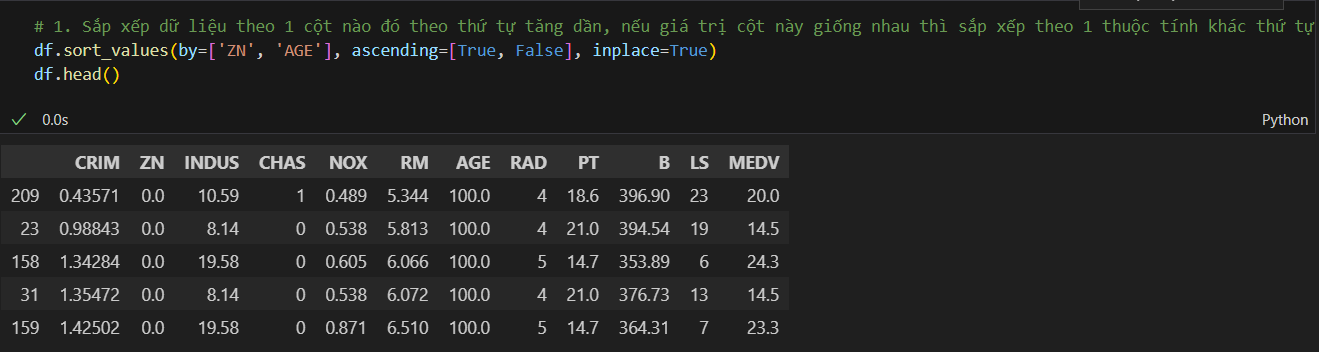 # 1. Sắp xếp dữ liệu theo 1 cột nào đó theo thứ tự tăng dần, nếu giá trị cột này giống nhau thì sắp xếp theo 1 thuộc tính khác thứ tự
df.sort_values(by=['ZN', 'AGE'], ascending=[True, False], inplace=True)
df.head()
0.0s Python
CRIM ZN INDUS CHAS NOX RM AGE RAD PT B LS MEDV
209 0.43571 0.0 10.59 1 0.489 5.344 100.0 4 18.6 396.90 23 20.0
23 0.98843 0.0 8.14 0 0.538 5.813 100.0 4 21.0 394.54 19 14.5
158 1.34284 0.0 19.58 0 0.605 6.066 100.0 5 14.7 353.89 6 24.3
31 1.35472 0.0 8.14 0 0.538 6.072 100.0 4 21.0 376.73 13 14.5
159 1.42502 0.0 19.58 0 0.871 6.510 100.0 5 14.7 364.31 7 23.3